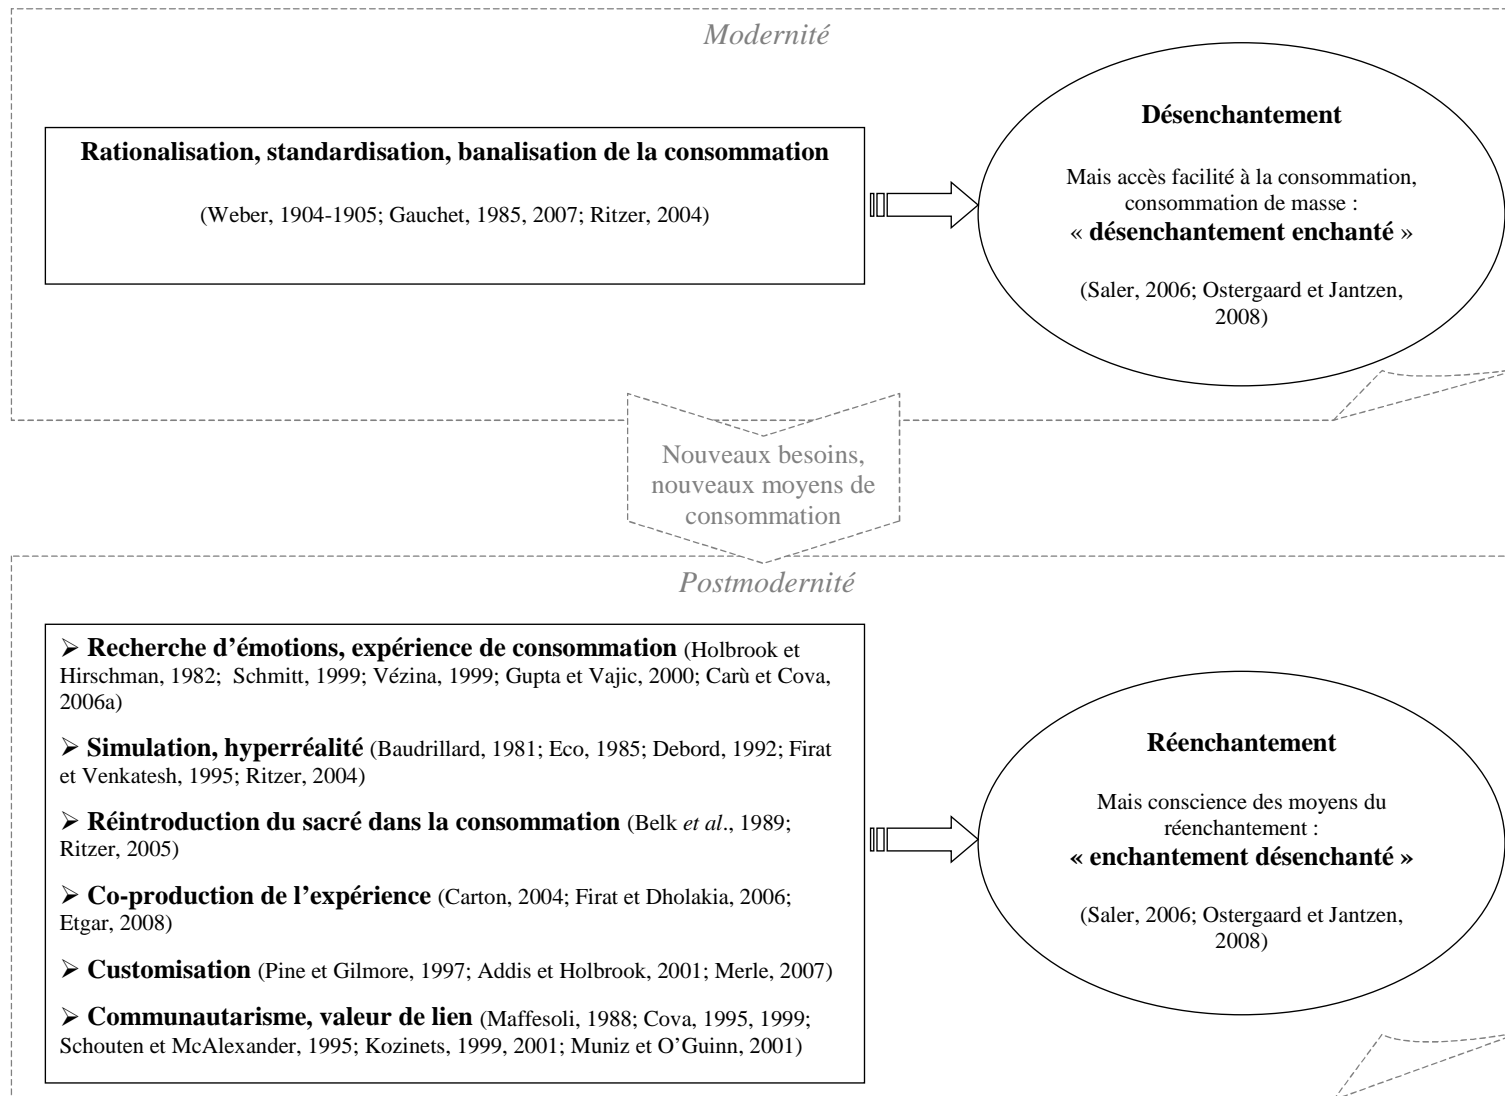 Modernité
Rationalisation, standardisation, banalisation de la consommation
(Weber, 1904-1905; Gauchet, 1985, 2007; Ritzer, 2004)
Désenchantement
Mais accès facilité à la consommation,
consommation de masse :
« désenchantement enchanté »
(Saler, 2006; Ostergaard et Jantzen,
2008)
Nouveaux besoins,
nouveaux moyens de
consommation
Postmodernité
➢ Recherche d’émotions, expérience de consommation (Holbrook et
Hirschman, 1982; Schmitt, 1999; Vézina, 1999; Gupta et Vajic, 2000; Carù et Cova,
2006a)
➢ Simulation, hyperréalité (Baudrillard, 1981; Eco, 1985; Debord, 1992; Firat
et Venkatesh, 1995; Ritzer, 2004)
➢ Réintroduction du sacré dans la consommation (Belk et al., 1989;
Ritzer, 2005)
➢ Co-production de l’expérience (Carton, 2004; Firat et Dholakia, 2006;
Etgar, 2008)
➢ Customisation (Pine et Gilmore, 1997; Addis et Holbrook, 2001; Merle, 2007)
➢ Communautarisme, valeur de lien (Maffesoli, 1988; Cova, 1995, 1999;
Schouten et McAlexander, 1995; Kozinets, 1999, 2001; Muniz et O’Guinn, 2001)
Réenchantement
Mais conscience des moyens du
réenchantement :
« enchantement désenchanté »
(Saler, 2006; Ostergaard et Jantzen,
2008)